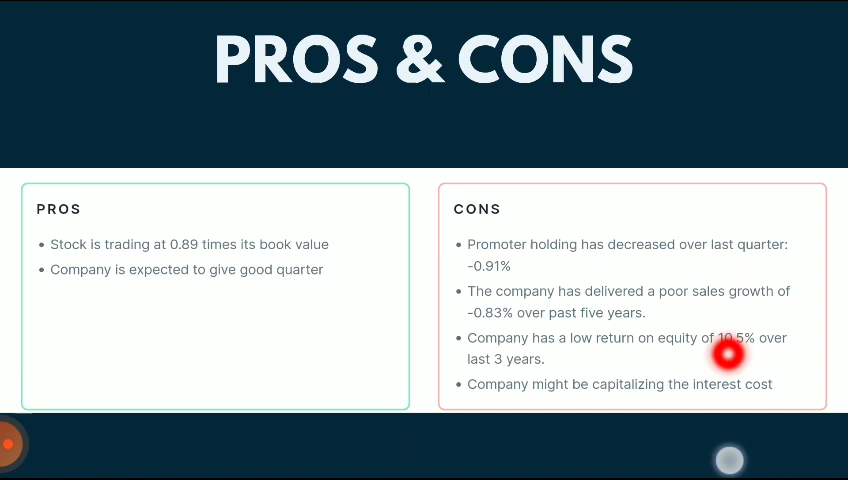 PROS & CONS
PROS
• Stock is trading at 0.89 times its book value
• Company is expected to give good quarter
CONS
• Promoter holding has decreased over last quarter:
-0.91%
• The company has delivered a poor sales growth of
-0.83% over past five years.
• Company has a low return on equity of 10.5% over
last 3 years.
• Company might be capitalizing the interest cost